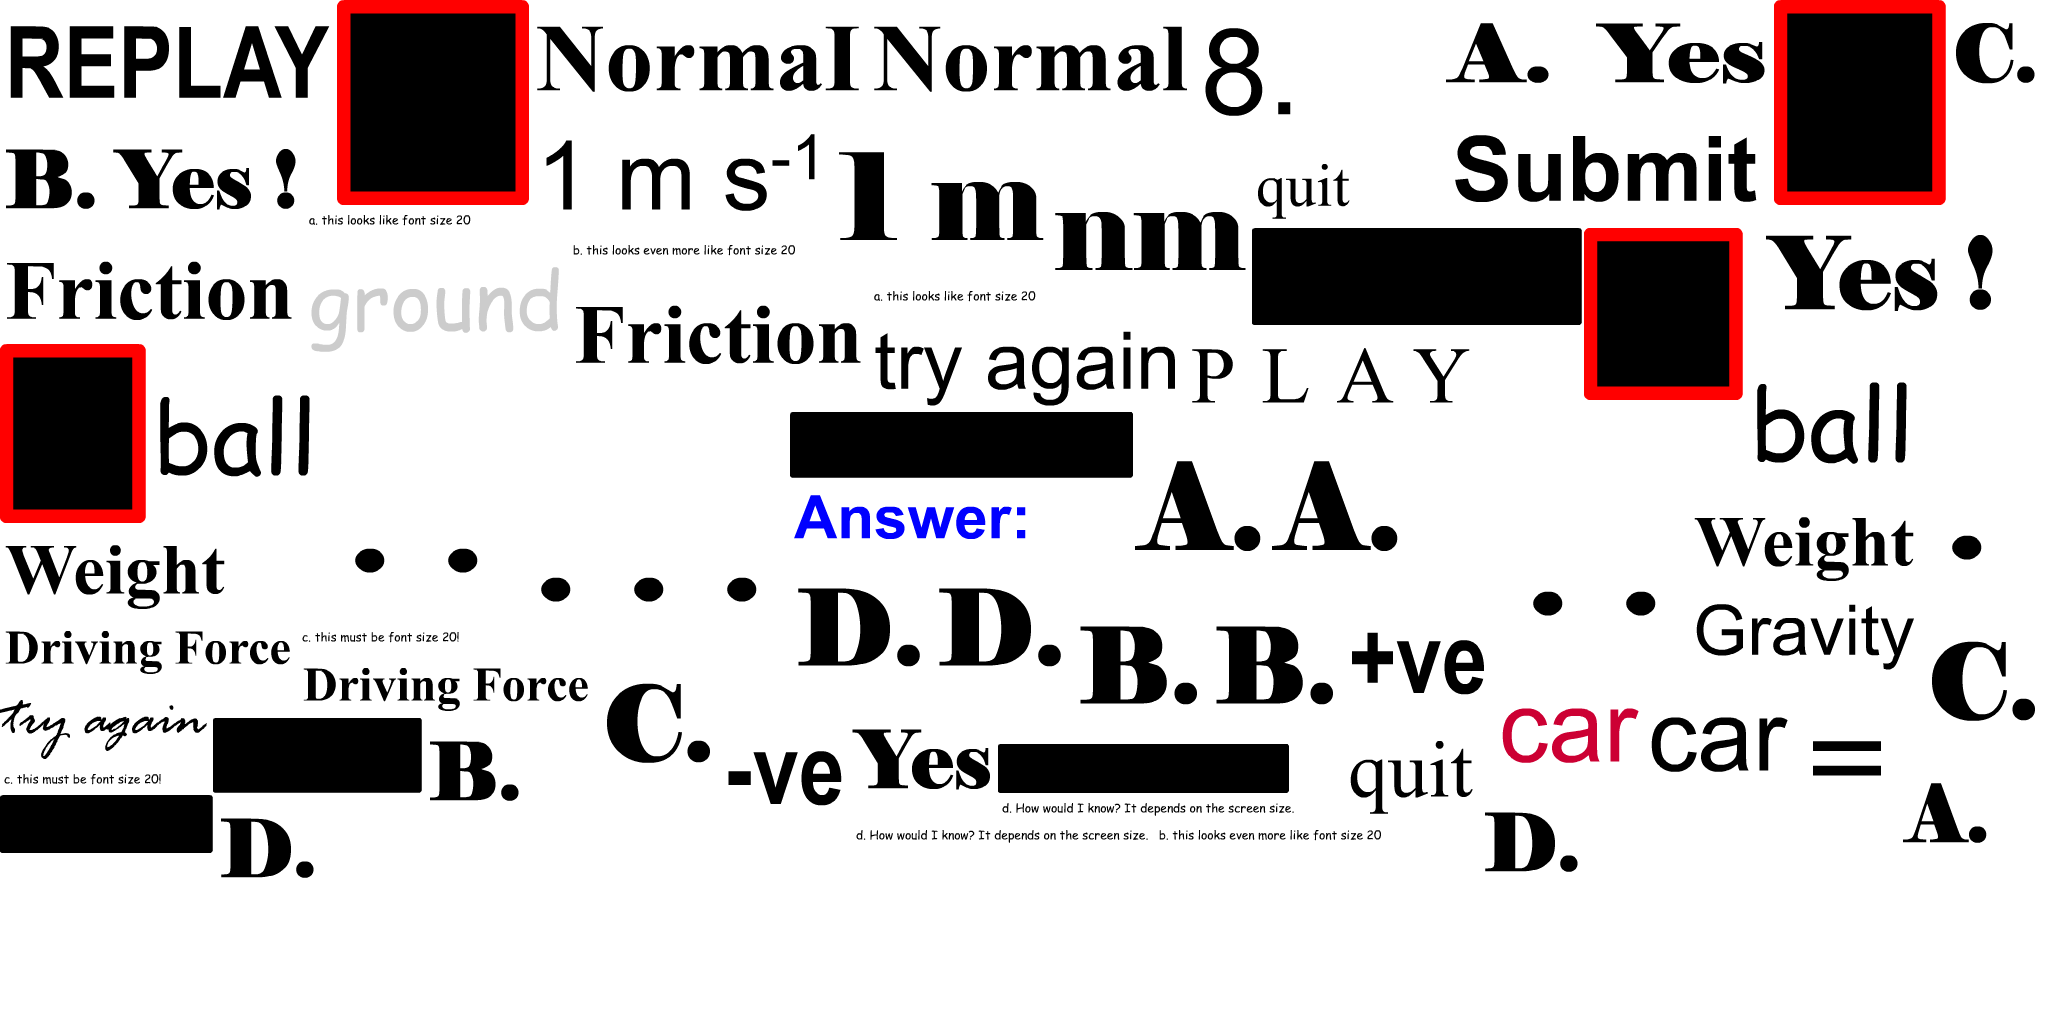 REPLAY
Normal
Normal
8.
A.
Yes
C.
B.
Yes !
1 m s-1
1 m
nm
quit
Submit
a. this looks like font size 20
b. this looks even more like font size 20
Friction
ground
Friction
a. this looks like font size 20
try again
P L A Y
Yes !
ball
ball
Answer:
A.
A.
Weight
. . . . .
D.
D.
. .
Weight
.
Driving Force
c. this must be font size 20!
Driving Force
B.
B.
+ve
Gravity
C.
try again
C.
car
car
=
c. this must be font size 20!
B.
-ve
Yes
quit
d. How would I know? It depends on the screen size.
D.
d. How would I know? It depends on the screen size.
b. this looks even more like font size 20
D.
A.